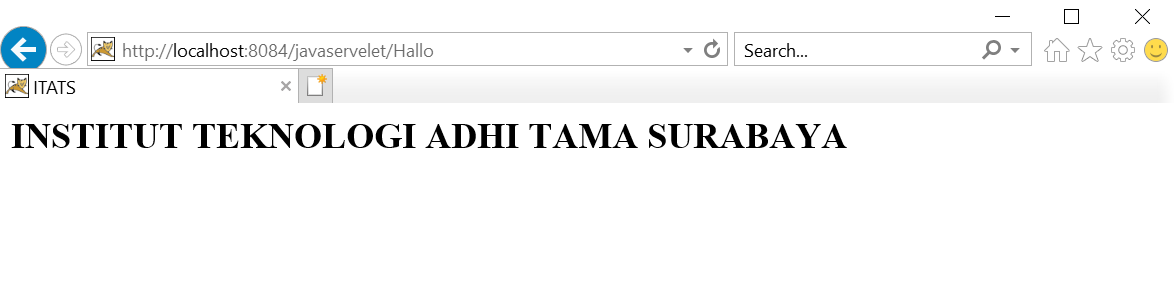 http://localhost:8084/javaservelet/Hallo
Search...
ITATS
INSTITUT TEKNOLOGI ADHI TAMA SURABAYA